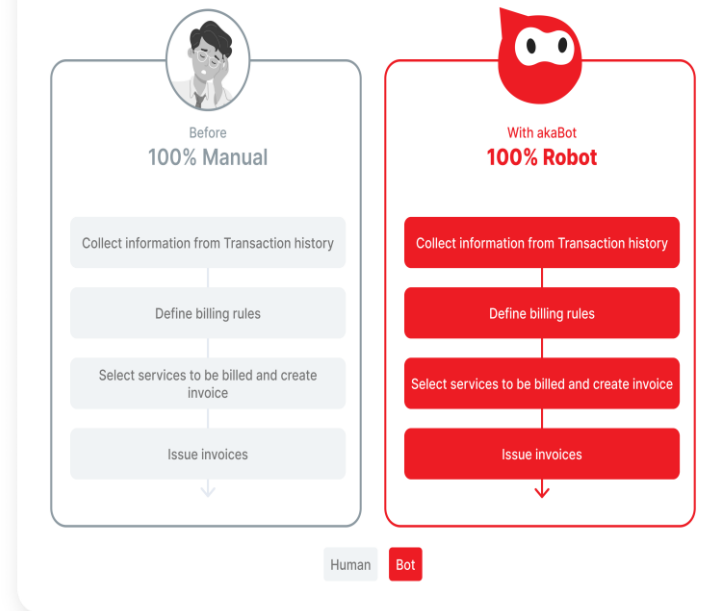 Before
100% Manual
Collect information from Transaction history
Define billing rules
Select services to be billed and create
invoice
Issue invoices
With akaBot
100% Robot
Collect information from Transaction history
Define billing rules
Select services to be billed and create invoice
Issue invoices
Human
Bot